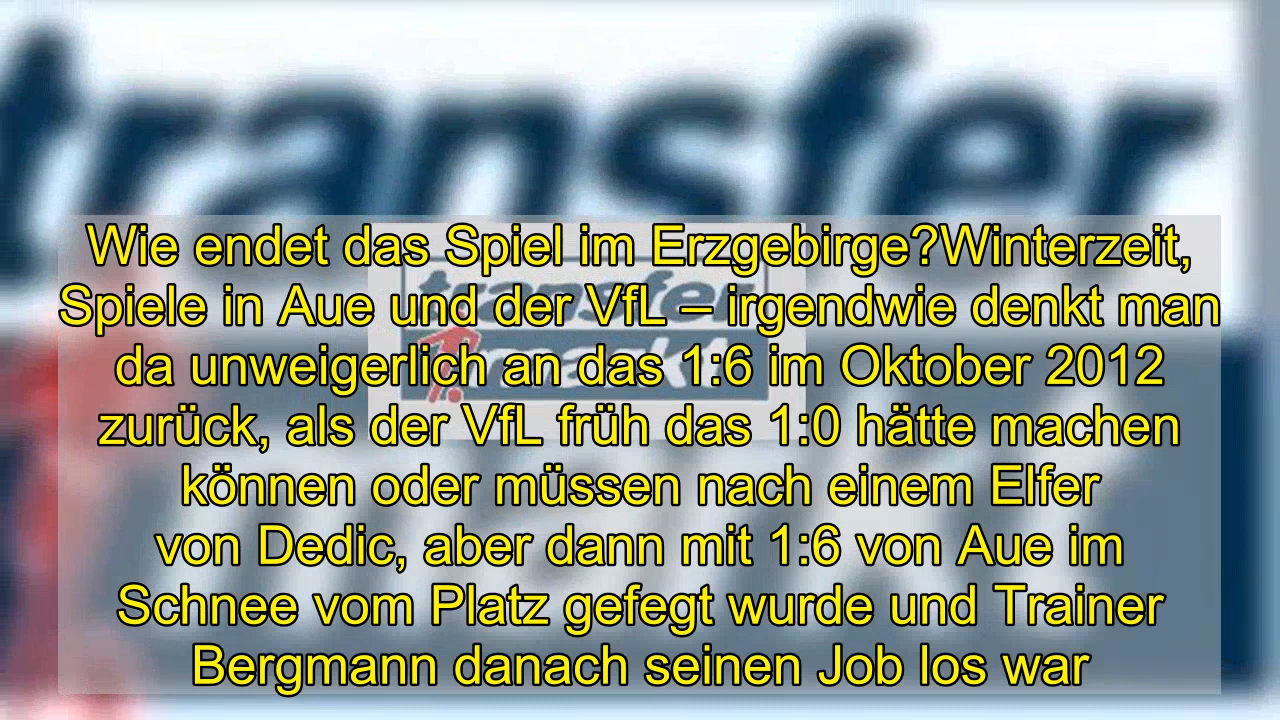 transfer
Wie endet das Spiel im Erzgebirge?Winterzeit,
transfer
Spiele in Aue und der VfL – irgendwie denkt man
markt
da unweigerlich an das 1:6 im Oktober 2012
zurück, als der VfL früh das 1:0 hätte machen
können oder müssen nach einem Elfer
von Dedic, aber dann mit 1:6 von Aue im
Schnee vom Platz gefegt wurde und Trainer
Bergmann danach seinen Job los war